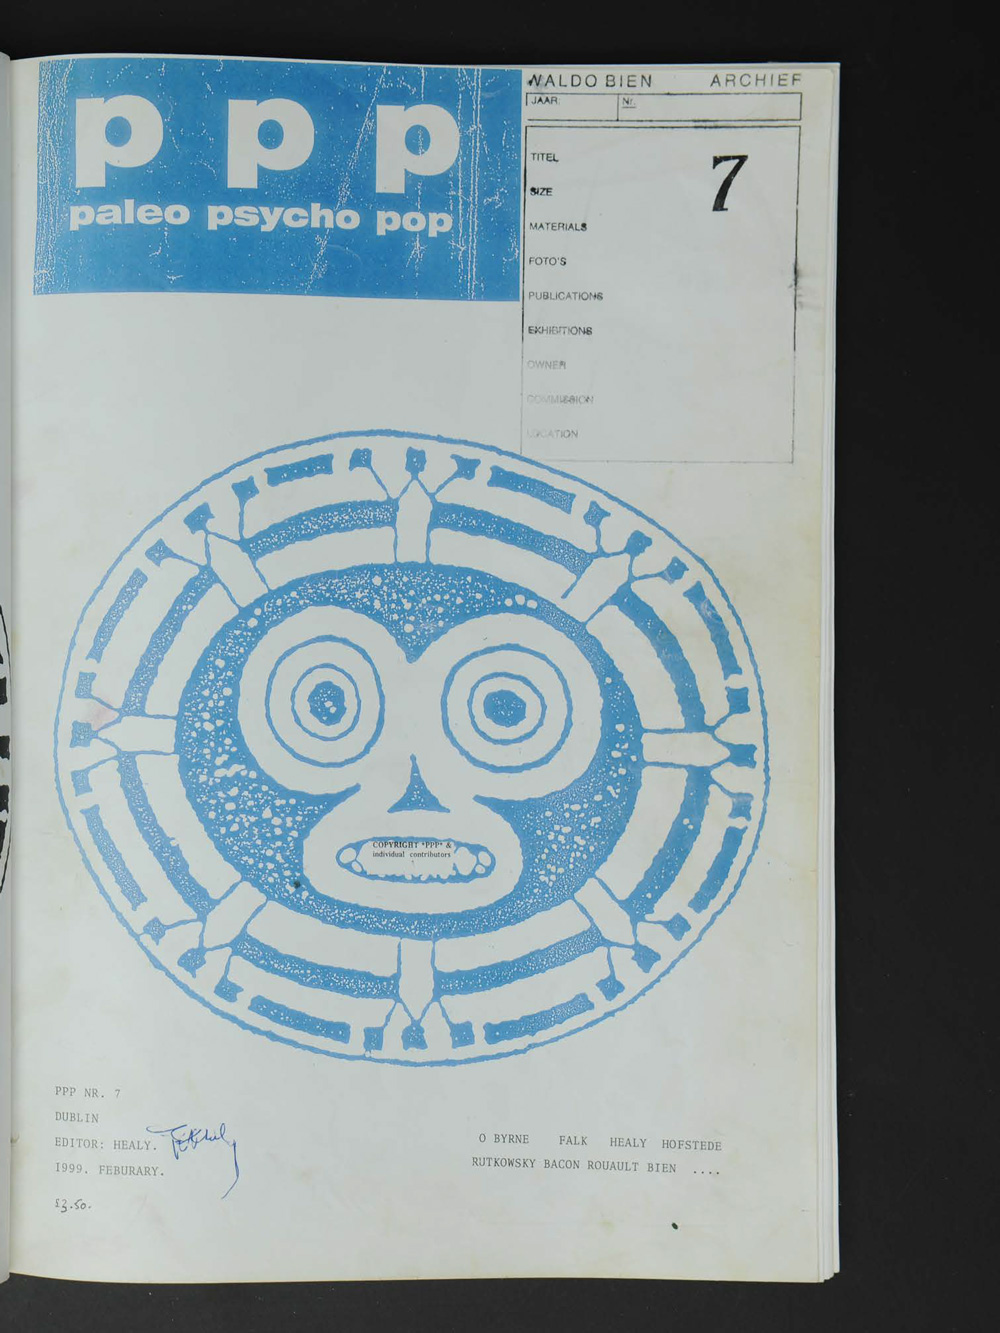 p p p
paleo psycho pop
WALDO BIEN ARCHIEF
JAAR. Nr.
7
TITEL
SIZE
MATERIALS
FOTO'S
PUBLICATIONS
EXHIBITIONS
OWNER
COMMISSION
LOCATION
COPYRIGHT "PPP" &
individual contributors
PPP NR. 7
DUBLIN
EDITOR: HEALY.
1999. FEBURARY.
£3.50.
O BYRNE FALK HEALY HOFSTEDE
RUTKOWSKY BACON ROUAULT BIEN ....